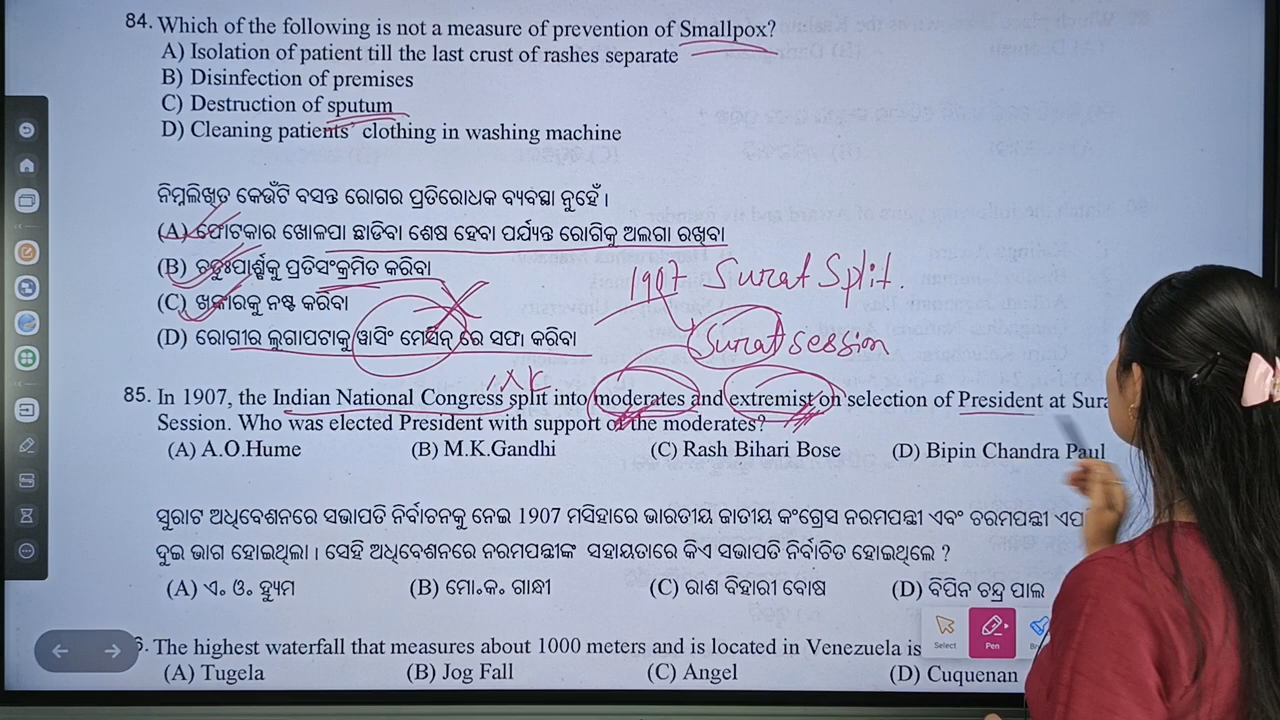 84. Which of the following is not a measure of prevention of Smallpox?
A) Isolation of patient till the last crust of rashes separate
B) Disinfection of premises
C) Destruction of sputum
D) Cleaning patients' clothing in washing machine
ନିମ୍ନଲିଖିତ କେଉଁଟି ବସନ୍ତ ରୋଗର ପ୍ରତିରୋଧକ ବ୍ୟବସ୍ଥା ନୁହେଁ।
(A) ଫୋଟକାର ଖୋଳପା ଛାଡିବା ଶେଷ ହେବା ପର୍ଯ୍ୟନ୍ତ ରୋଗିକୁ ଅଲଗା ରଖିବା
(B) ଚତୁଃପାର୍ଶ୍ଵକୁ ପ୍ରତିସଂକ୍ରମିତ କରିବା
(C) ଖଙ୍କାରକୁ ନଷ୍ଟ କରିବା
(D) ରୋଗୀର ଲୁଗାପଟାକୁ ୱାସିଂ ମେସିନ୍ ରେ ସଫା କରିବା
1907 Surat Split.
Surat session
85. In 1907, the Indian National Congress split into moderates and extremist on selection of President at Sura
Session. Who was elected President with support of the moderates?
(A) A.O.Hume (B) M.K.Gandhi (C) Rash Bihari Bose (D) Bipin Chandra Paul
ସୁରାଟ ଅଧିବେଶନରେ ସଭାପତି ନିର୍ବାଚନକୁ ନେଇ 1907 ମସିହାରେ ଭାରତୀୟ ଜାତୀୟ କଂଗ୍ରେସ ନରମପନ୍ଥୀ ଏବଂ ଚରମପନ୍ଥୀ ଏପ
ଦୁଇ ଭାଗ ହୋଇଥିଲା। ସେହି ଅଧିବେଶନରେ ନରମପନ୍ଥୀଙ୍କ ସହାୟତାରେ କିଏ ସଭାପତି ନିର୍ବାଚିତ ହୋଇଥିଲେ ?
(A) ଏ. ଓ. ହ୍ୟୁମ (B) ମୋ.କ. ଗାନ୍ଧୀ (C) ରାଶ ବିହାରୀ ବୋଷ (D) ବିପିନ ଚନ୍ଦ୍ର ପାଲ
Select Pen
6. The highest waterfall that measures about 1000 meters and is located in Venezuela is
(A) Tugela (B) Jog Fall (C) Angel (D) Cuquenan